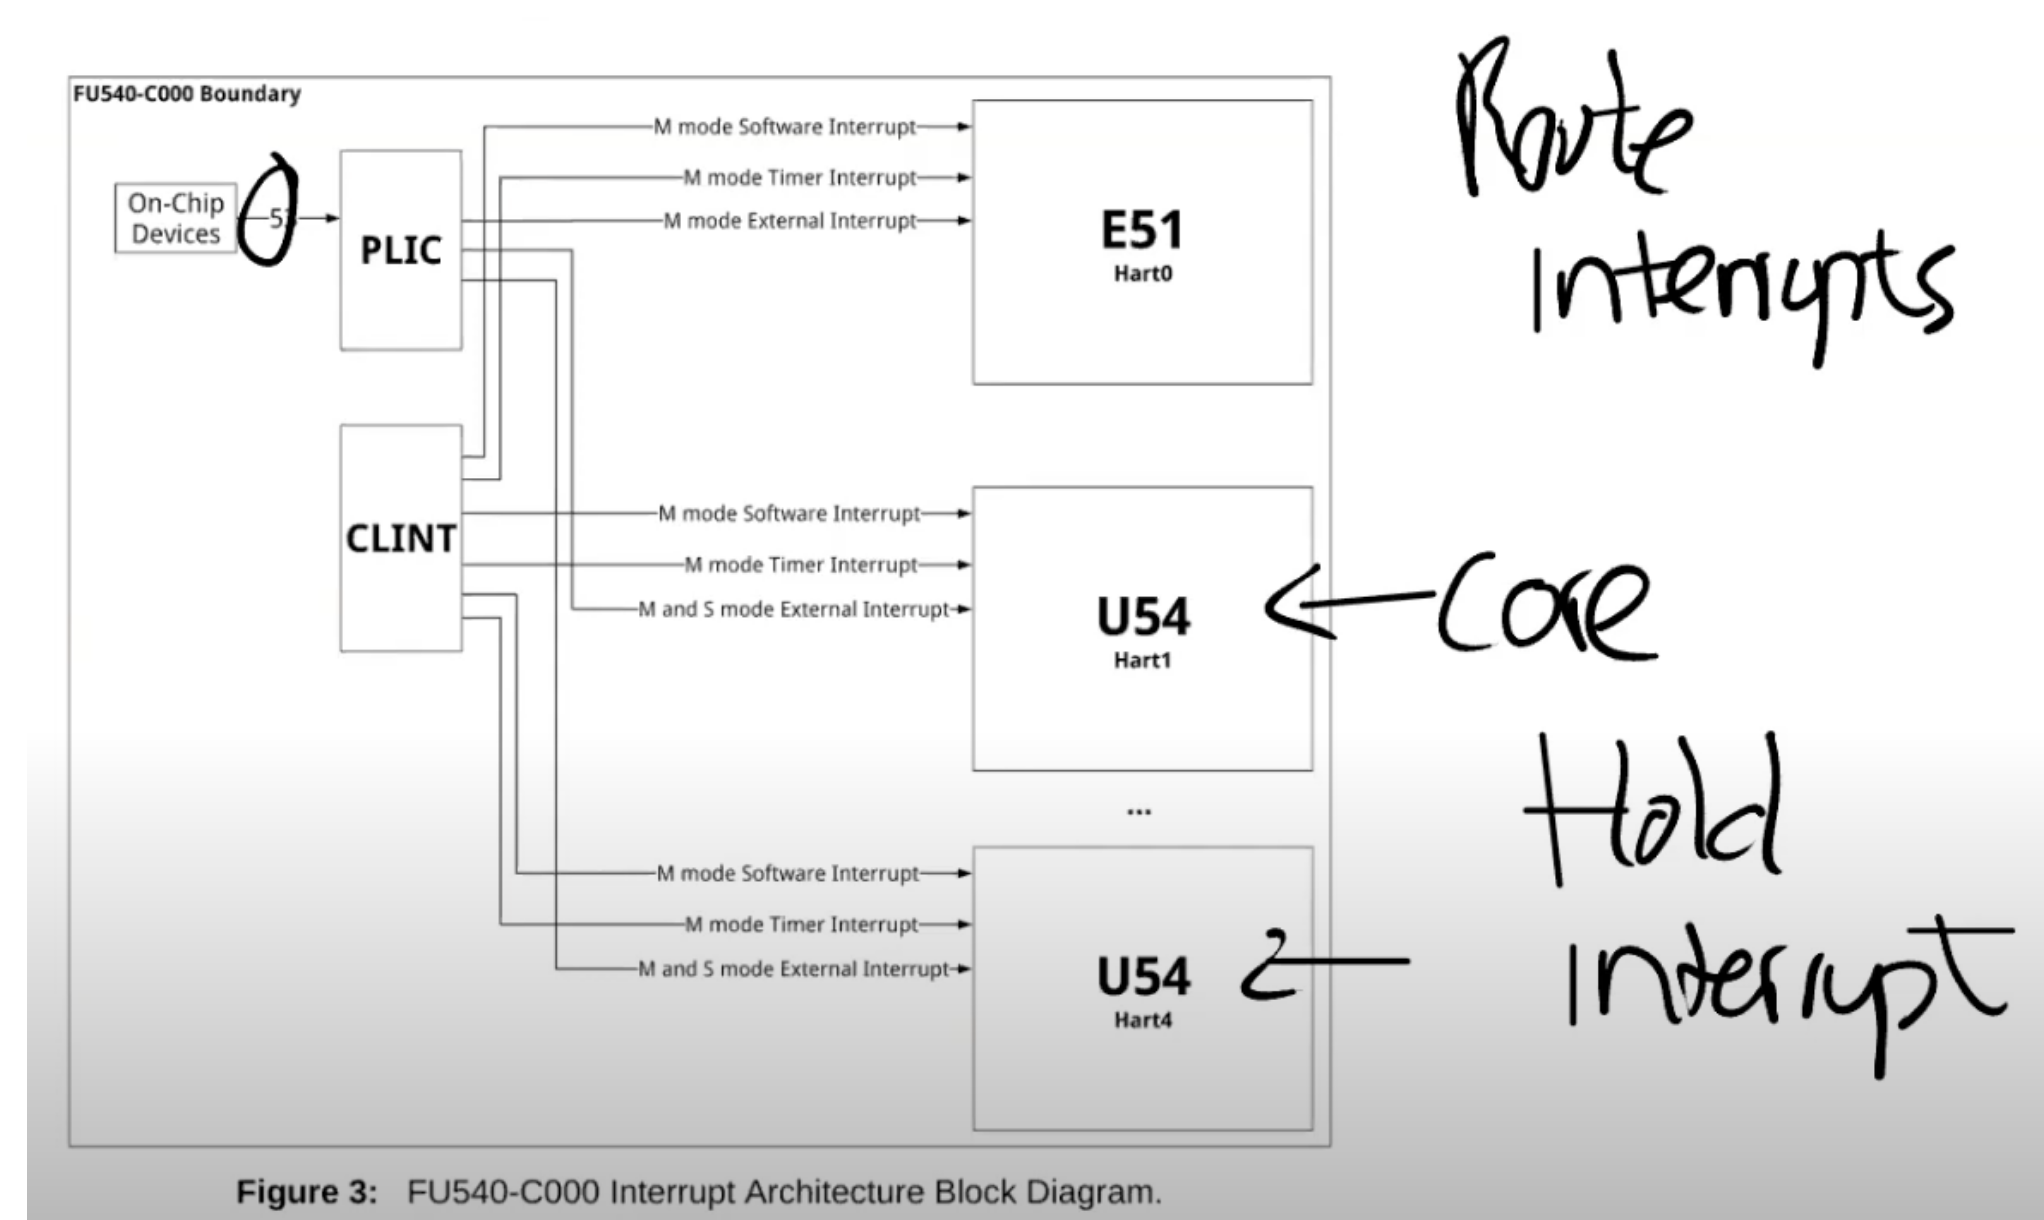 FU540-C000 Boundary
On-Chip
Devices
PLIC
CLINT
M mode Software Interrupt
M mode Timer Interrupt
M mode External Interrupt
E51
Hart0
M mode Software Interrupt
M mode Timer Interrupt
M and S mode External Interrupt
U54
Hart1
...
M mode Software Interrupt
M mode Timer Interrupt
M and S mode External Interrupt
U54
Hart4
Route
Interrupts
Core
Hold
Interrupt
Figure 3: FU540-C000 Interrupt Architecture Block Diagram.